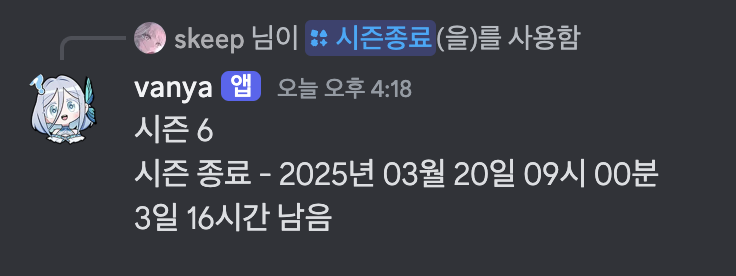 skeep 님이 시즌종료(을)를 사용함
vanya 앱 오늘 오후 4:18
시즌 6
시즌 종료 - 2025년 03월 20일 09시 00분
3일 16시간 남음